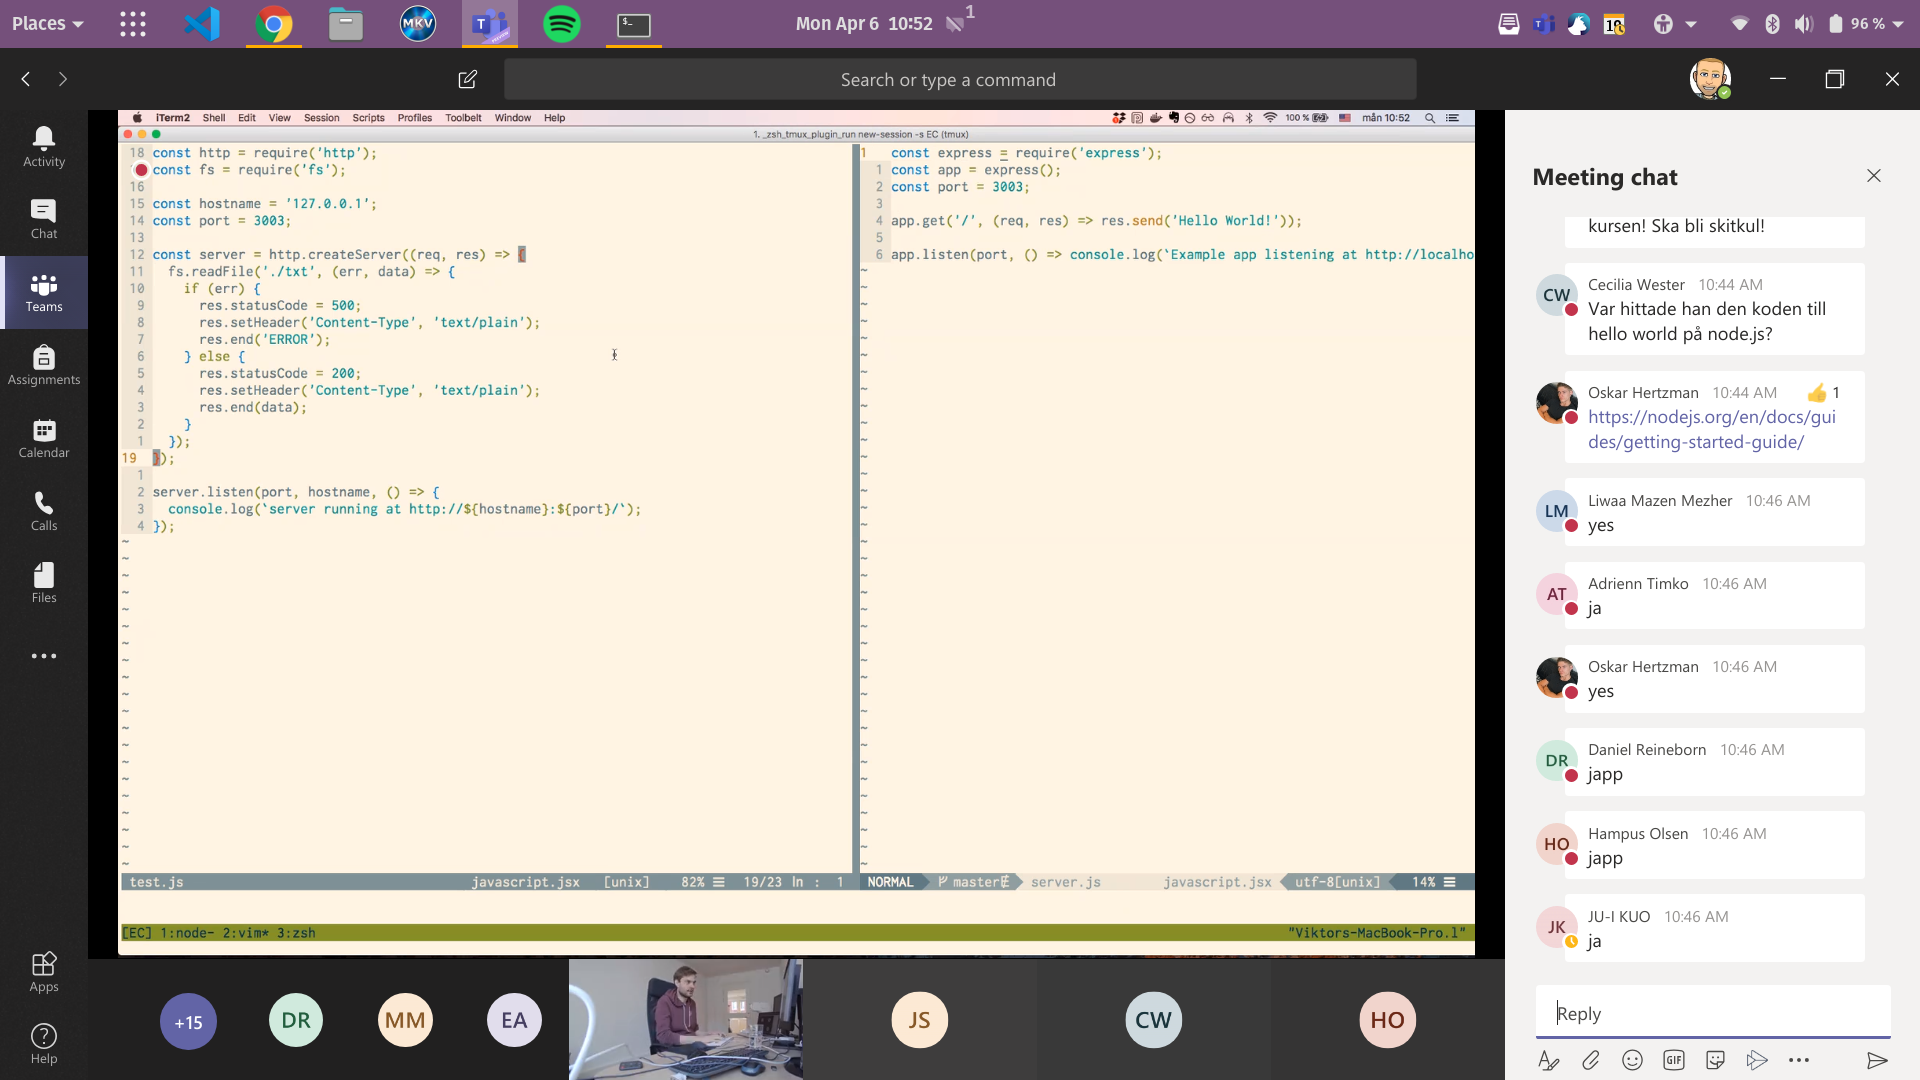 Places
MKV
Mon Apr 6 10:52
1
96 %
Search or type a command
Activity
Chat
Teams
Assignments
Calendar
Calls
Files
Apps
Help
iTerm2 Shell Edit View Session Scripts Profiles Toolbelt Window Help
100 % mån 10:52
1. _zsh_tmux_plugin_run new-session -s EC (tmux)
18 const http = require('http');
const fs = require('fs');
16
15 const hostname = '127.0.0.1';
14 const port = 3003;
13
12 const server = http.createServer((req, res) => {
11 fs.readFile('./txt', (err, data) => {
10 if (err) {
9 res.statusCode = 500;
8 res.setHeader('Content-Type', 'text/plain');
7 res.end('ERROR');
6 } else {
5 res.statusCode = 200;
4 res.setHeader('Content-Type', 'text/plain');
3 res.end(data);
2 }
1 });
19 });
1
2 server.listen(port, hostname, () => {
3 console.log(`server running at http://${hostname}:${port}/`);
4 });
test.js javascript.jsx [unix] 82% ☰ 19/23 ln : 1
1 const express = require('express');
1 const app = express();
2 const port = 3003;
3
4 app.get('/', (req, res) => res.send('Hello World!'));
5
6 app.listen(port, () => console.log(`Example app listening at http://localho
NORMAL master server.js javascript.jsx utf-8[unix] 14% ☰
[EC] 1:node- 2:vim* 3:zsh "Viktors-MacBook-Pro.l"
+15
DR
MM
EA
JS
CW
HO
Meeting chat
kursen! Ska bli skitkul!
CW
Cecilia Wester 10:44 AM
Var hittade han den koden till
hello world på node.js?
Oskar Hertzman 10:44 AM 👍 1
https://nodejs.org/en/docs/gui
des/getting-started-guide/
LM
Liwaa Mazen Mezher 10:46 AM
yes
AT
Adrienn Timko 10:46 AM
ja
Oskar Hertzman 10:46 AM
yes
DR
Daniel Reineborn 10:46 AM
japp
HO
Hampus Olsen 10:46 AM
japp
JK
JU-I KUO 10:46 AM
ja
Reply
GIF